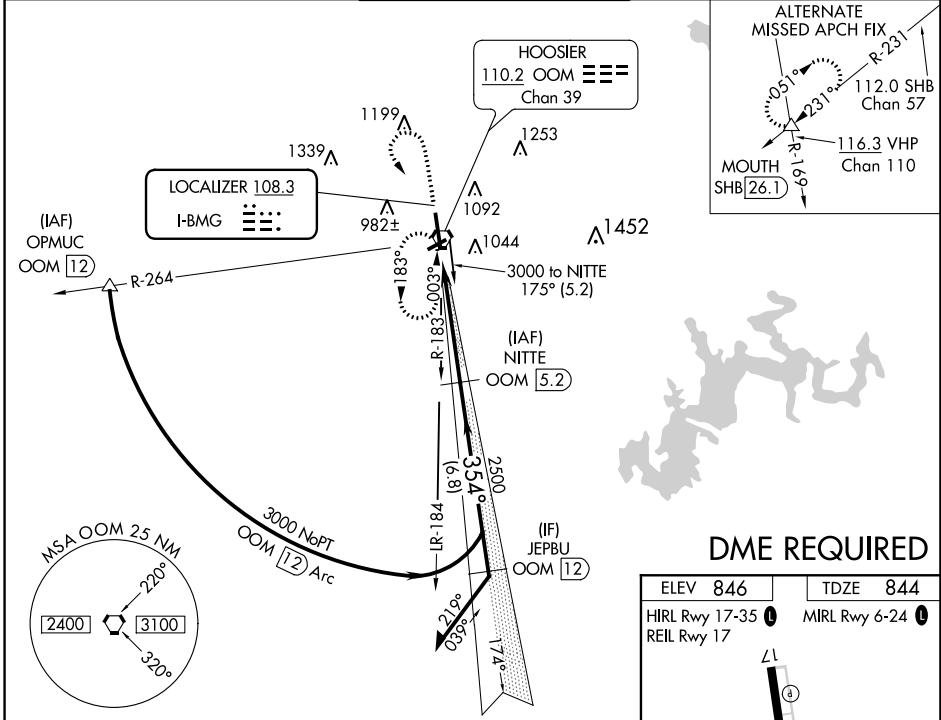 HOOSIER
110.2 OOM
Chan 39
ALTERNATE
MISSED APCH FIX
R-231
051°
231°
112.0 SHB
Chan 57
116.3 VHP
Chan 110
MOUTH
SHB 26.1
R-169
1199
1339
1253
LOCALIZER 108.3
I-BMG
982±
1092
1044
1452
(IAF)
OPMUC
OOM 12
R-264
183°
003°
3000 to NITTE
175° (5.2)
R-183
(IAF)
NITTE
OOM 5.2
2500
354°
(6.8)
LR-184
3000 NoPT
OOM 12 Arc
(IF)
JEPBU
OOM 12
219°
039°
174°
MSA OOM 25 NM
220°
2400
3100
320°
DME REQUIRED
ELEV 846
TDZE 844
HIRL Rwy 17-35 L
MIRL Rwy 6-24 L
REIL Rwy 17
17
P